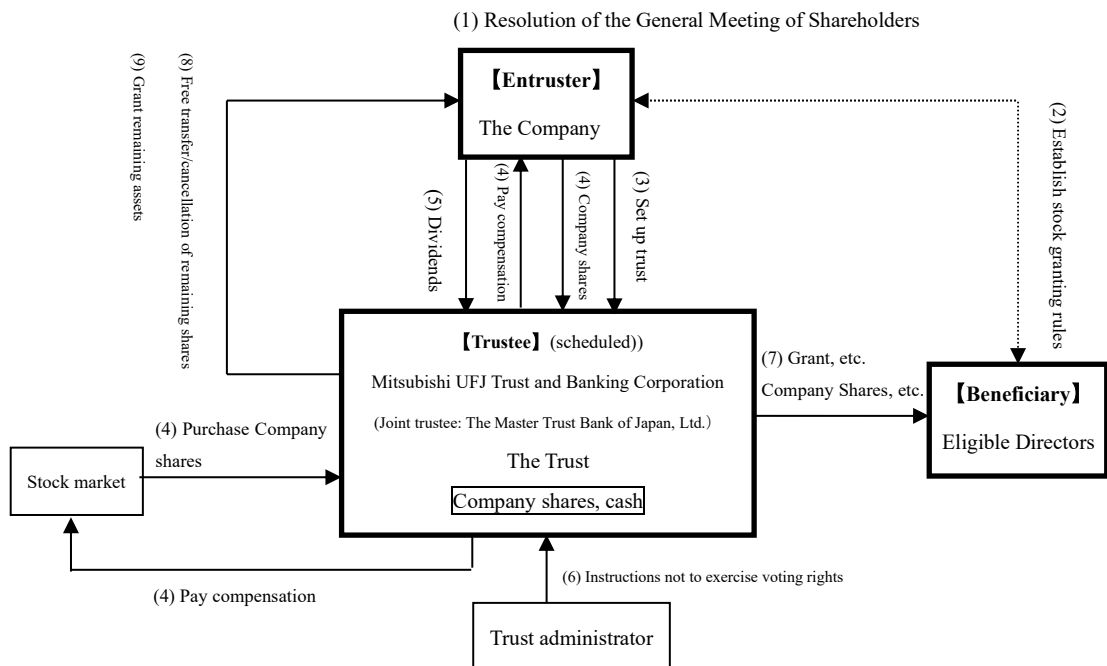 (1) Resolution of the General Meeting of Shareholders
【Entruster】
The Company
(9) Grant remaining assets
(8) Free transfer/cancellation of remaining shares
(5) Dividends
(4) Pay compensation
(4) Company shares
(3) Set up trust
(2) Establish stock granting rules
【Trustee】(scheduled))
Mitsubishi UFJ Trust and Banking Corporation
(Joint trustee: The Master Trust Bank of Japan, Ltd.)
The Trust
Company shares, cash
(7) Grant, etc.
Company Shares, etc.
【Beneficiary】
Eligible Directors
(4) Purchase Company
shares
Stock market
(4) Pay compensation
(6) Instructions not to exercise voting rights
Trust administrator